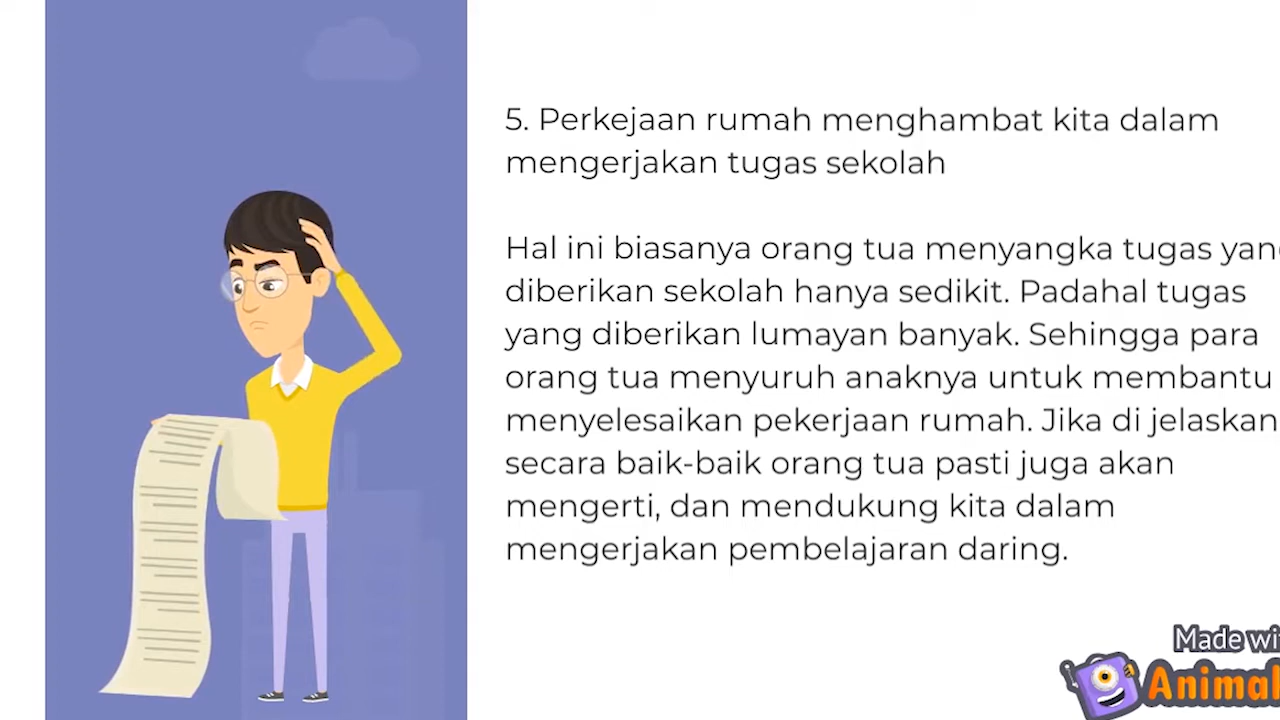 5. Perkejaan rumah menghambat kita dalam
mengerjakan tugas sekolah
Hal ini biasanya orang tua menyangka tugas
diberikan sekolah hanya sedikit. Padahal tugas
yang diberikan lumayan banyak. Sehingga para
orang tua menyuruh anaknya untuk membantu
menyelesaikan pekerjaan rumah. Jika di jelaskan
secara baik-baik orang tua pasti juga akan
mengerti, dan mendukung kita dalam
mengerjakan pembelajaran daring.
Made